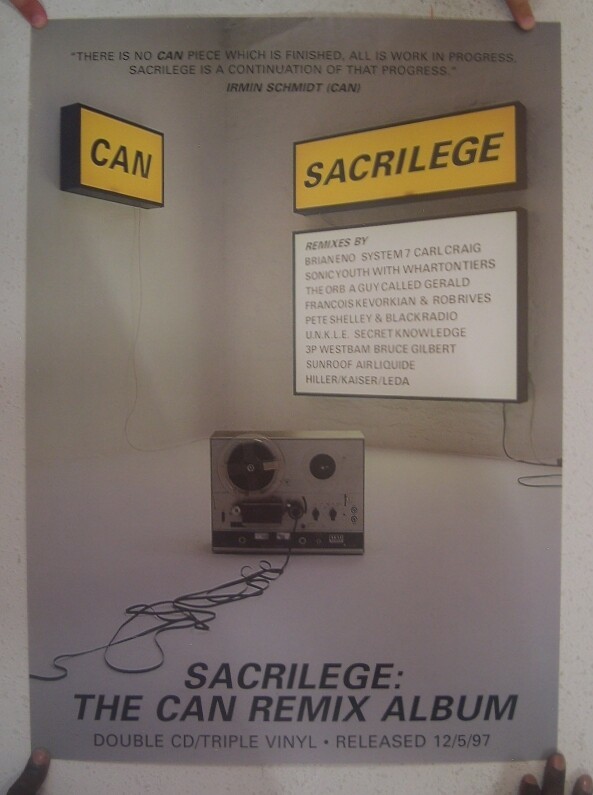 "THERE IS NO CAN PIECE WHICH IS FINISHED, ALL IS WORK IN PROGRESS,
SACRILEGE IS A CONTINUATION OF THAT PROGRESS."
IRMIN SCHMIDT (CAN)
CAN
SACRILEGE
REMIXES BY
BRIAN ENO SYSTEM 7 CARL CRAIG
SONIC YOUTH WITH WHARTON TIERS
THE ORB A GUY CALLED GERALD
FRANCOIS KEVORKIAN & ROB RIVES
PETE SHELLEY & BLACK RADIO
U.N.K.L.E. SECRET KNOWLEDGE
3P WESTBAM BRUCE GILBERT
SUNROOF AIR LIQUIDE
HILLER/KAISER/LEDA
SACRILEGE:
THE CAN REMIX ALBUM
DOUBLE CD/TRIPLE VINYL • RELEASED 12/5/97